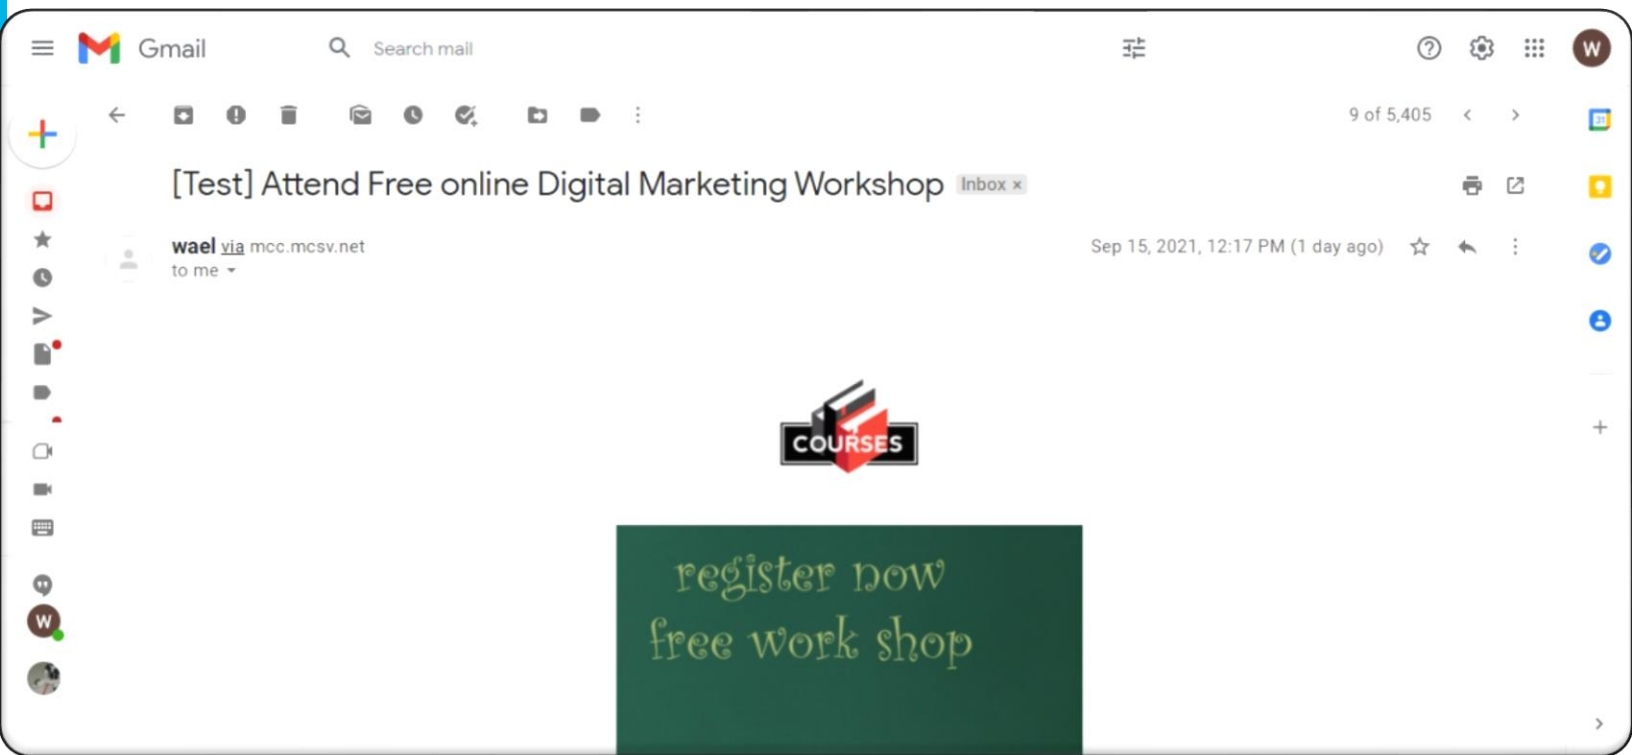 Gmail
Search mail
W
9 of 5,405
31
[Test] Attend Free online Digital Marketing Workshop Inbox ×
wael via mcc.mcsv.net
Sep 15, 2021, 12:17 PM (1 day ago)
to me
COURSES
register now
free work shop
W